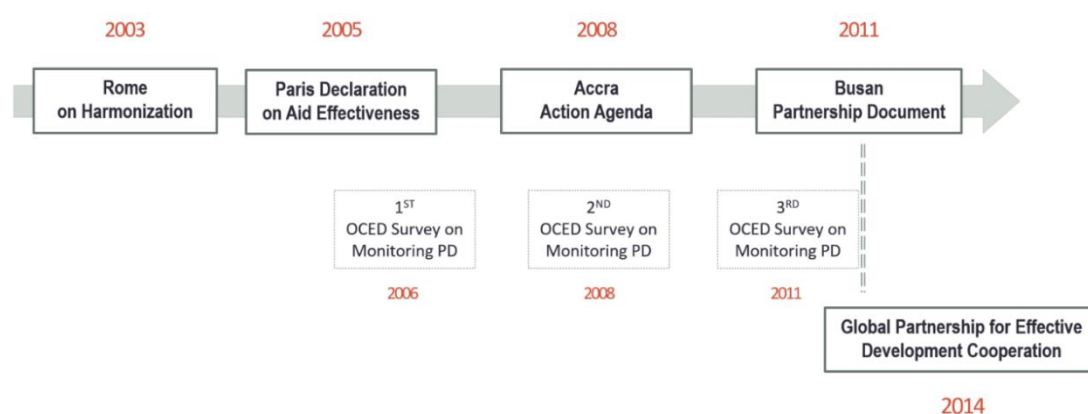 2003
2005
2008
2011
Rome
on Harmonization
Paris Declaration
on Aid Effectiveness
Accra
Action Agenda
Busan
Partnership Document
1ST
OCED Survey on
Monitoring PD
2006
2ND
OCED Survey on
Monitoring PD
2008
3RD
OCED Survey on
Monitoring PD
2011
Global Partnership for Effective
Development Cooperation
2014